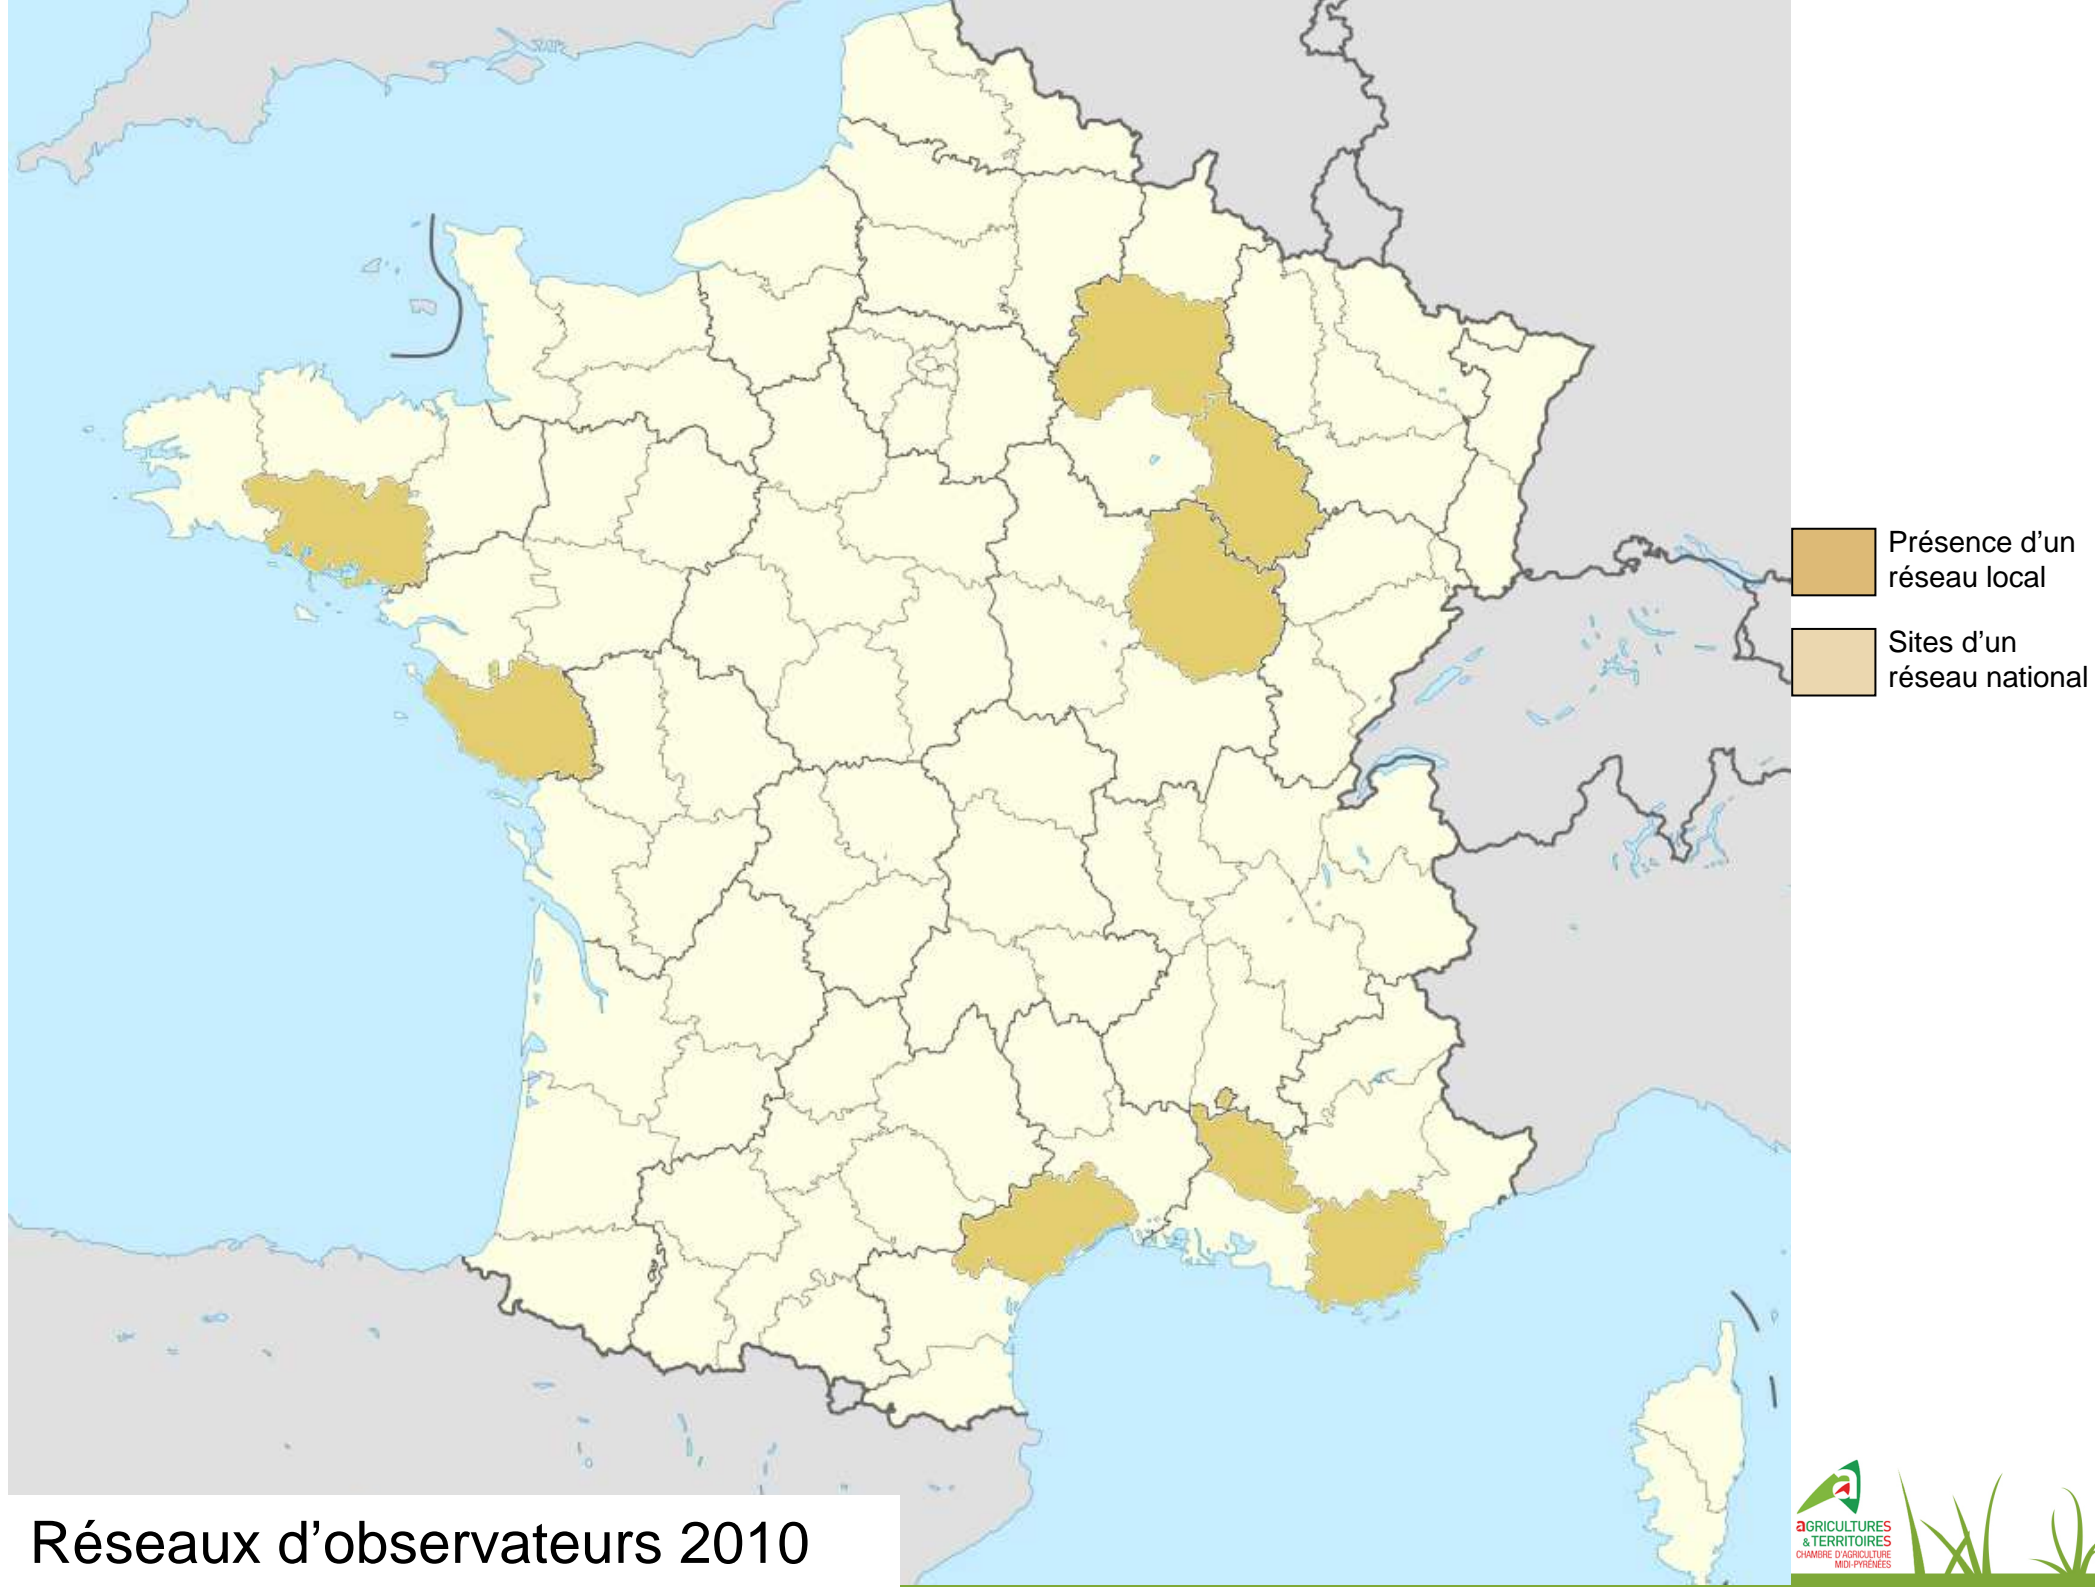 Présence d’un
réseau local
Sites d’un
réseau national
Réseaux d’observateurs 2010
aGRICULTURES
& TERRITOIRES
CHAMBRE D’AGRICULTURE
MIDI-PYRÉNÉES